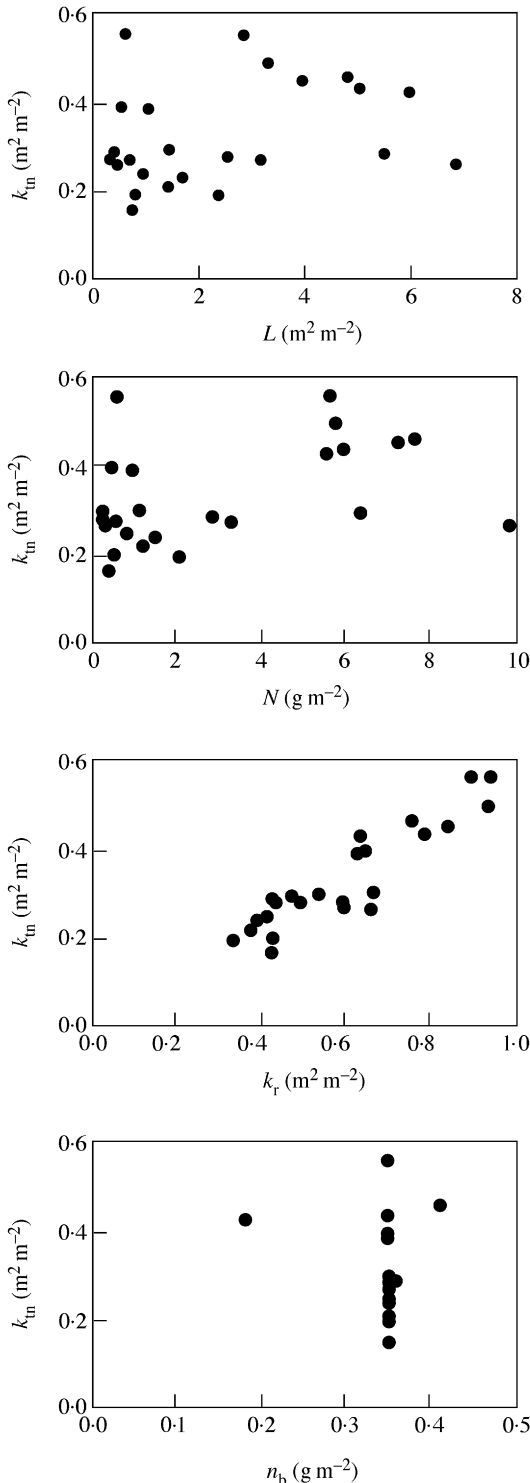 0·6
0·4
0·2
0·0
k_tn (m² m⁻²)
0 2 4 6 8
L (m² m⁻²)
0·6
0·4
0·2
0·0
k_tn (m² m⁻²)
0 2 4 6 8 10
N (g m⁻²)
0·6
0·4
0·2
0·0
k_tn (m² m⁻²)
0·0 0·2 0·4 0·6 0·8 1·0
k_r (m² m⁻²)
0·6
0·4
0·2
0·0
k_tn (m² m⁻²)
0·0 0·1 0·2 0·3 0·4 0·5
n_b (g m⁻²)